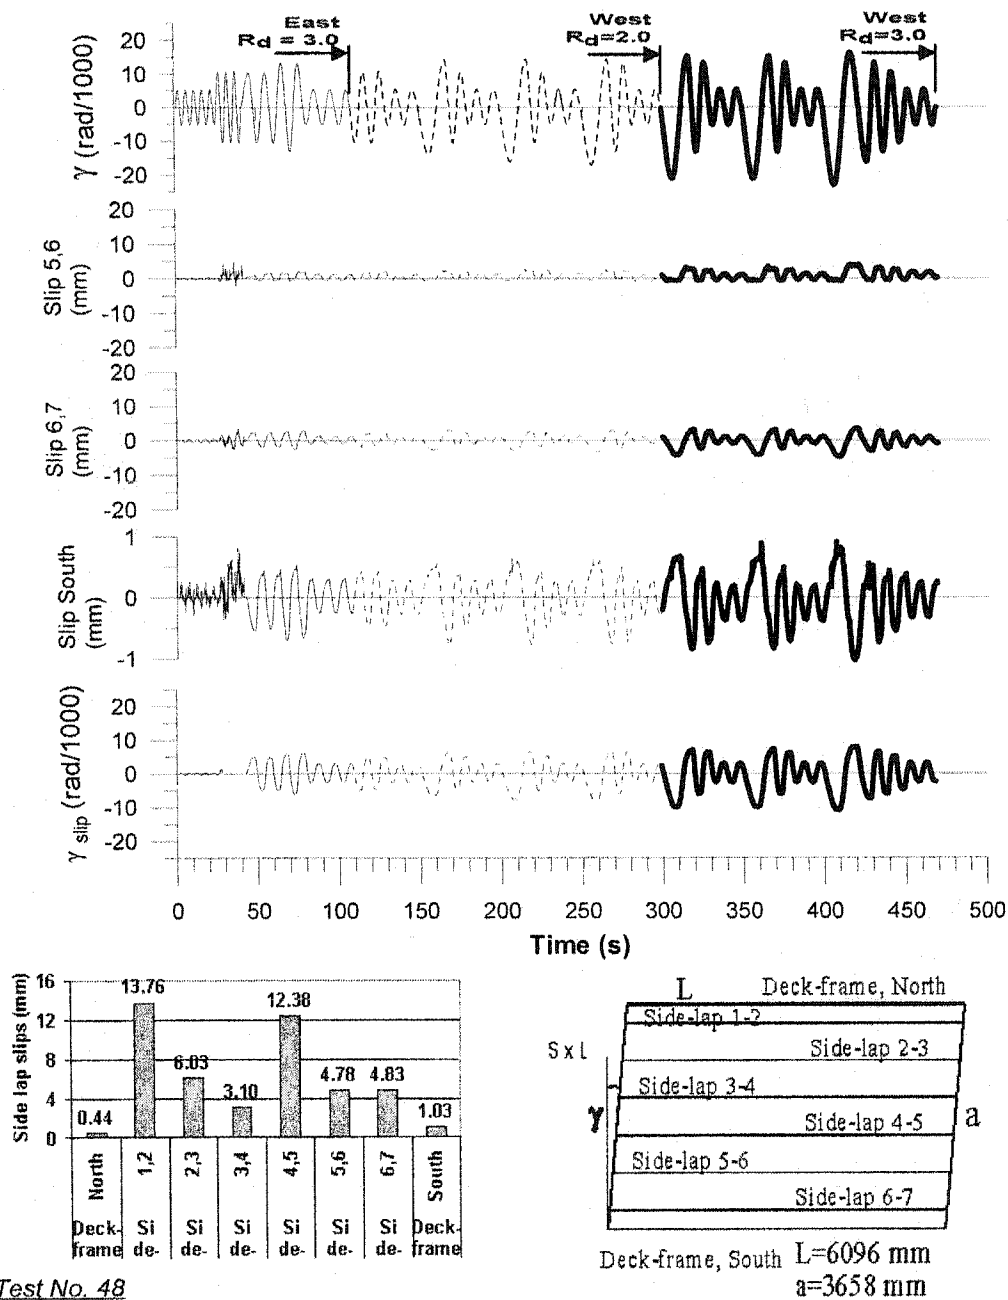 East
R_d = 3.0
West
R_d=2.0
West
R_d=3.0
20
10
0
-10
-20
γ (rad/1000)
20
10
0
-10
-20
Slip 5,6
(mm)
20
10
0
-10
-20
Slip 6,7
(mm)
1
0
-1
Slip South
(mm)
20
10
0
-10
-20
γ slip (rad/1000)
0 50 100 150 200 250 300 350 400 450 500
Time (s)
Side lap slips (mm)
16
12
8
4
0
0.44
13.76
6.03
3.10
12.38
4.78
4.83
1.03
North 1,2 2,3 3,4 4,5 5,6 6,7 South
Deck- Si Si Si Si Si Si Deck-
frame de- de- de- de- de- de- frame
L Deck-frame, North
Side-lap 1-2
S x L
Side-lap 2-3
Side-lap 3-4
γ
a
Side-lap 4-5
Side-lap 5-6
Side-lap 6-7
Deck-frame, South L=6096 mm
a=3658 mm
Test No. 48